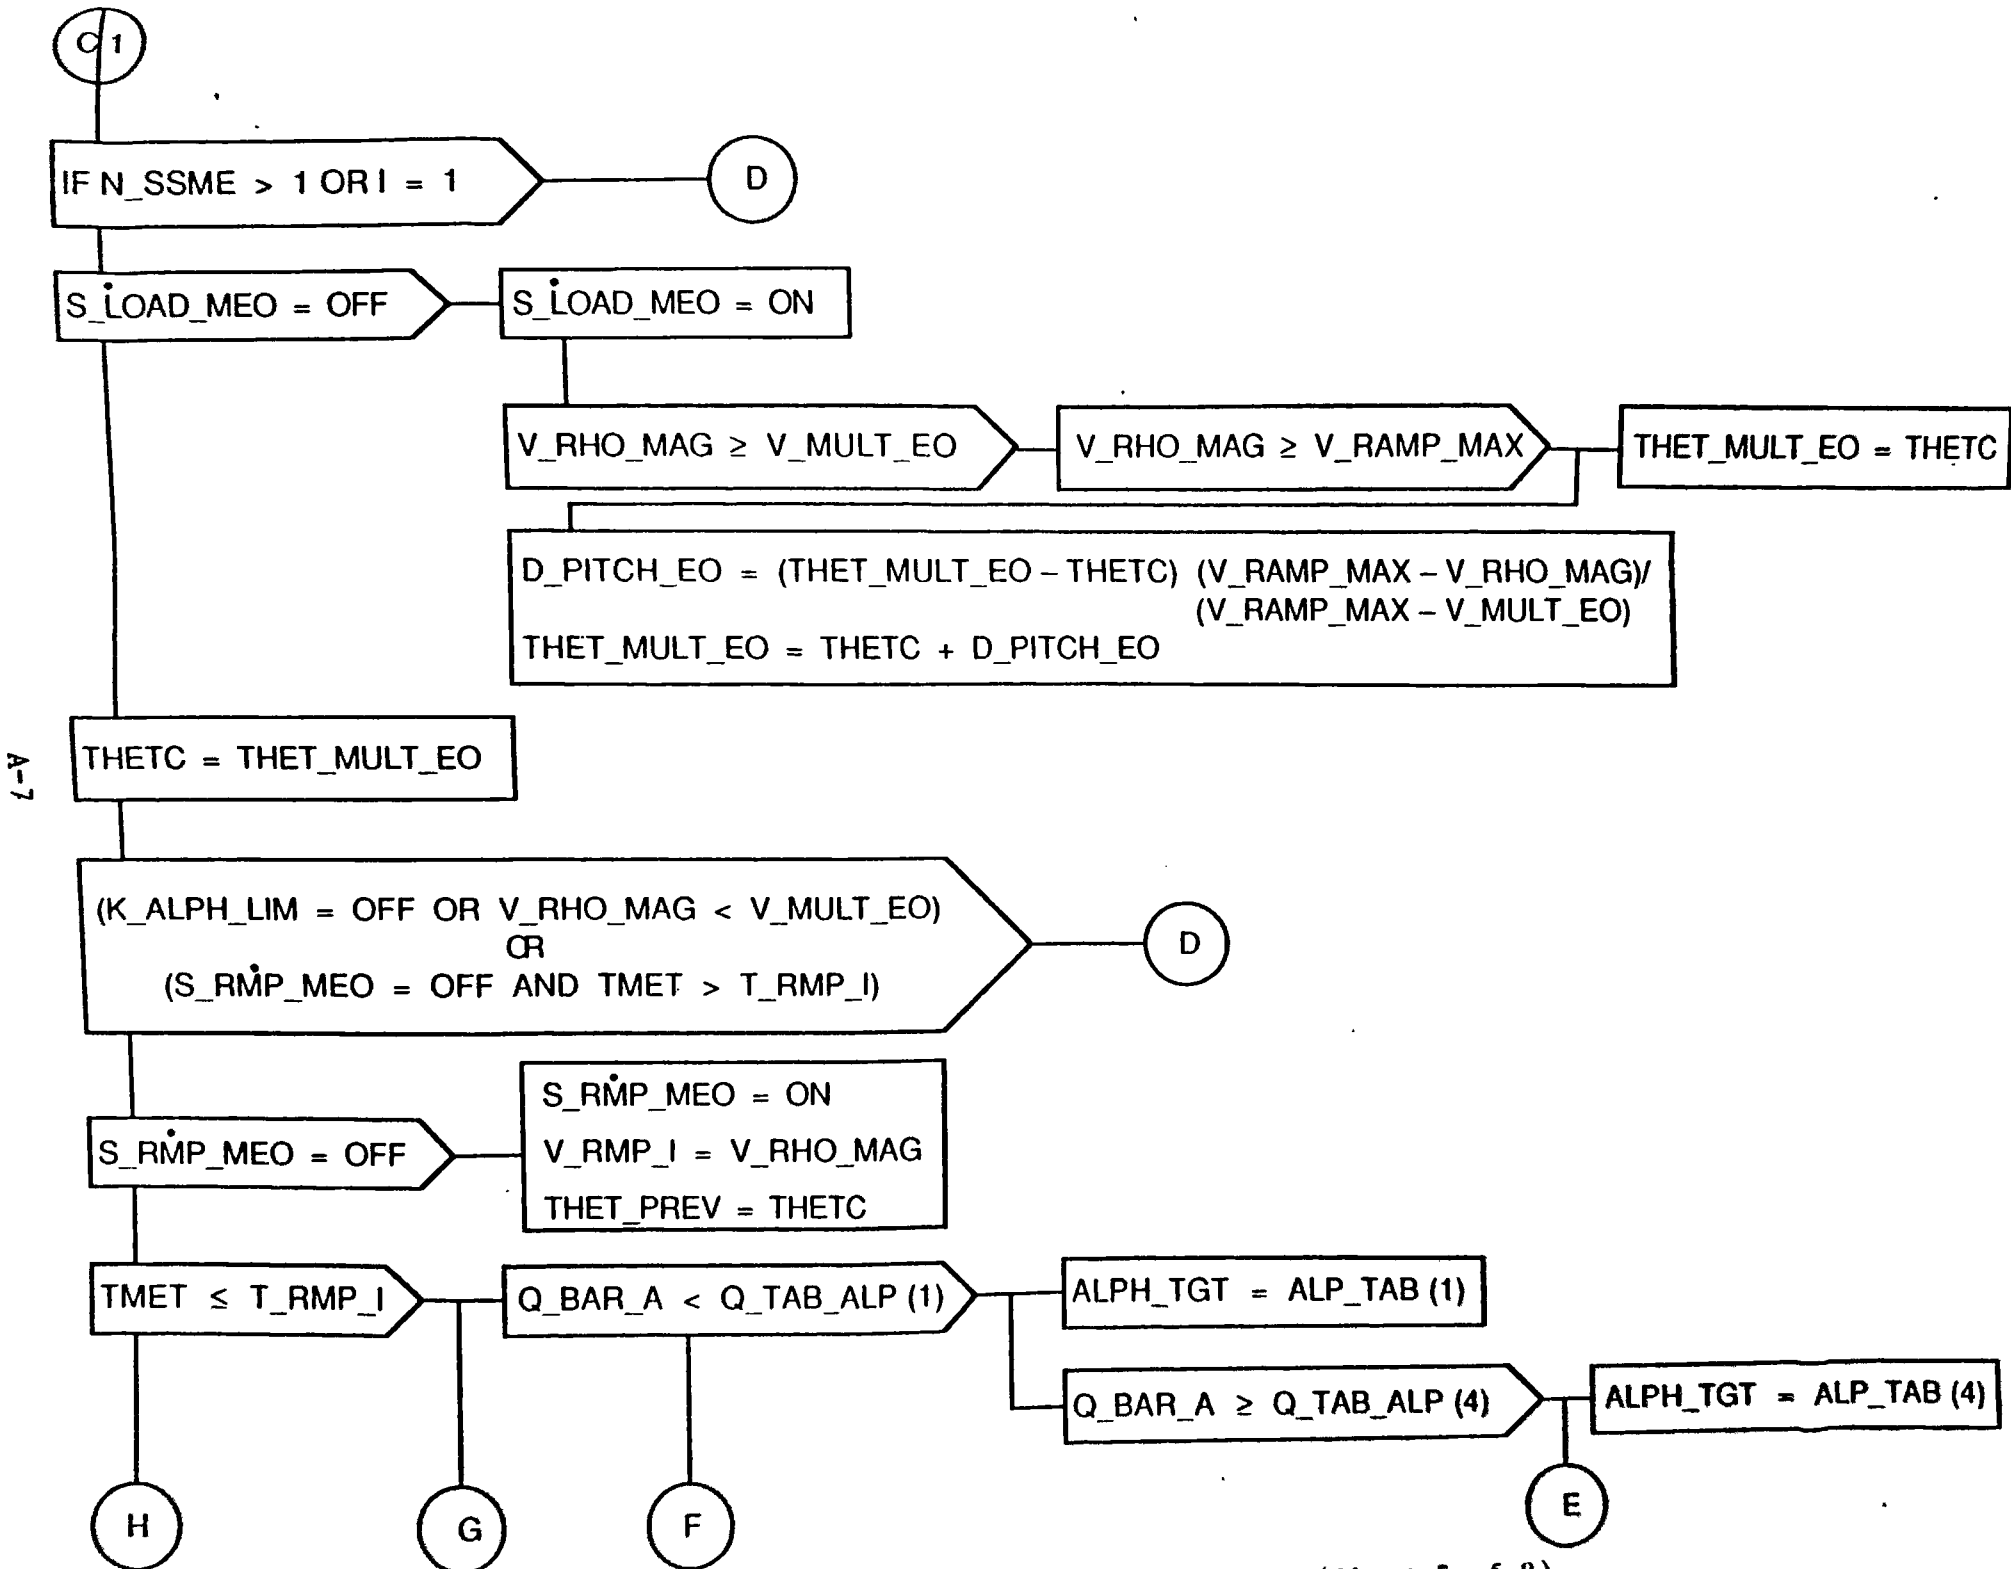 C 1
IF N_SSME > 1 OR I = 1
D
S_LOAD_MEO = OFF
S_LOAD_MEO = ON
V_RHO_MAG ≥ V_MULT_EO
V_RHO_MAG ≥ V_RAMP_MAX
THET_MULT_EO = THETC
D_PITCH_EO = (THET_MULT_EO – THETC) (V_RAMP_MAX – V_RHO_MAG)/
(V_RAMP_MAX – V_MULT_EO)
THET_MULT_EO = THETC + D_PITCH_EO
THETC = THET_MULT_EO
A-7
(K_ALPH_LIM = OFF OR V_RHO_MAG < V_MULT_EO)
OR
(S_RMP_MEO = OFF AND TMET > T_RMP_I)
D
S_RMP_MEO = OFF
S_RMP_MEO = ON
V_RMP_I = V_RHO_MAG
THET_PREV = THETC
TMET ≤ T_RMP_I
Q_BAR_A < Q_TAB_ALP (1)
ALPH_TGT = ALP_TAB (1)
Q_BAR_A ≥ Q_TAB_ALP (4)
ALPH_TGT = ALP_TAB (4)
H
G
F
E